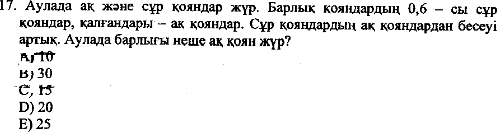 17. Аулада ақ және сұр қояндар жүр. Барлық қояндардың 0,6 – сы сұр
қояндар, қалғандары – ақ қояндар. Сұр қояндардың ақ қояндардан бесеуі
артық. Аулада барлығы неше ақ қоян жүр?
A) 10
B) 30
C) 15
D) 20
E) 25